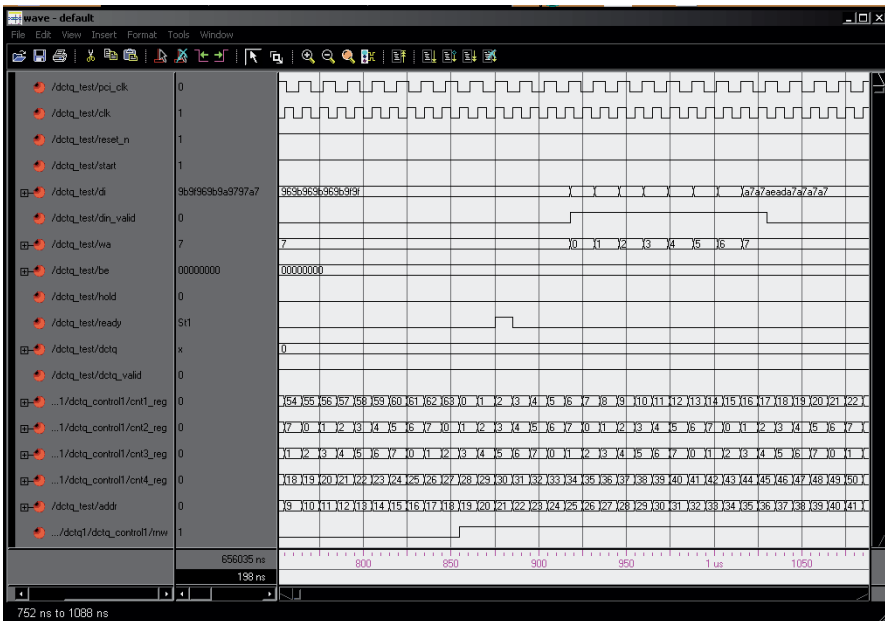 wave - default
File Edit View Insert Format Tools Window
/dctq_test/pci_clk 0
/dctq_test/clk 1
/dctq_test/reset_n 1
/dctq_test/start 1
/dctq_test/di 9b9f969b9a9797a7 969b969b969b9f9f a7a7aeada7a7a7a7
/dctq_test/din_valid 0
/dctq_test/wa 7 7 0 1 2 3 4 5 6 7
/dctq_test/be 00000000 00000000
/dctq_test/hold 0
/dctq_test/ready St1
/dctq_test/dctq x 0
/dctq_test/dctq_valid 0
...1/dctq_control1/cnt1_reg 0 54 55 56 57 58 59 60 61 62 63 0 1 2 3 4 5 6 7 8 9 10 11 12 13 14 15 16 17 18 19 20 21 22
...1/dctq_control1/cnt2_reg 0 7 0 1 2 3 4 5 6 7 0 1 2 3 4 5 6 7 0 1 2 3 4 5 6 7 0 1 2 3 4 5 6 7
...1/dctq_control1/cnt3_reg 0 1 2 3 4 5 6 7 0 1 2 3 4 5 6 7 0 1 2 3 4 5 6 7 0 1 2 3 4 5 6 7 0 1
...1/dctq_control1/cnt4_reg 0 18 19 20 21 22 23 24 25 26 27 28 29 30 31 32 33 34 35 36 37 38 39 40 41 42 43 44 45 46 47 48 49 50
/dctq_test/addr 0 9 10 11 12 13 14 15 16 17 18 19 20 21 22 23 24 25 26 27 28 29 30 31 32 33 34 35 36 37 38 39 40 41
.../dctq1/dctq_control1/rnw 1
656035 ns 800 850 900 950 1 us 1050
198 ns
752 ns to 1088 ns